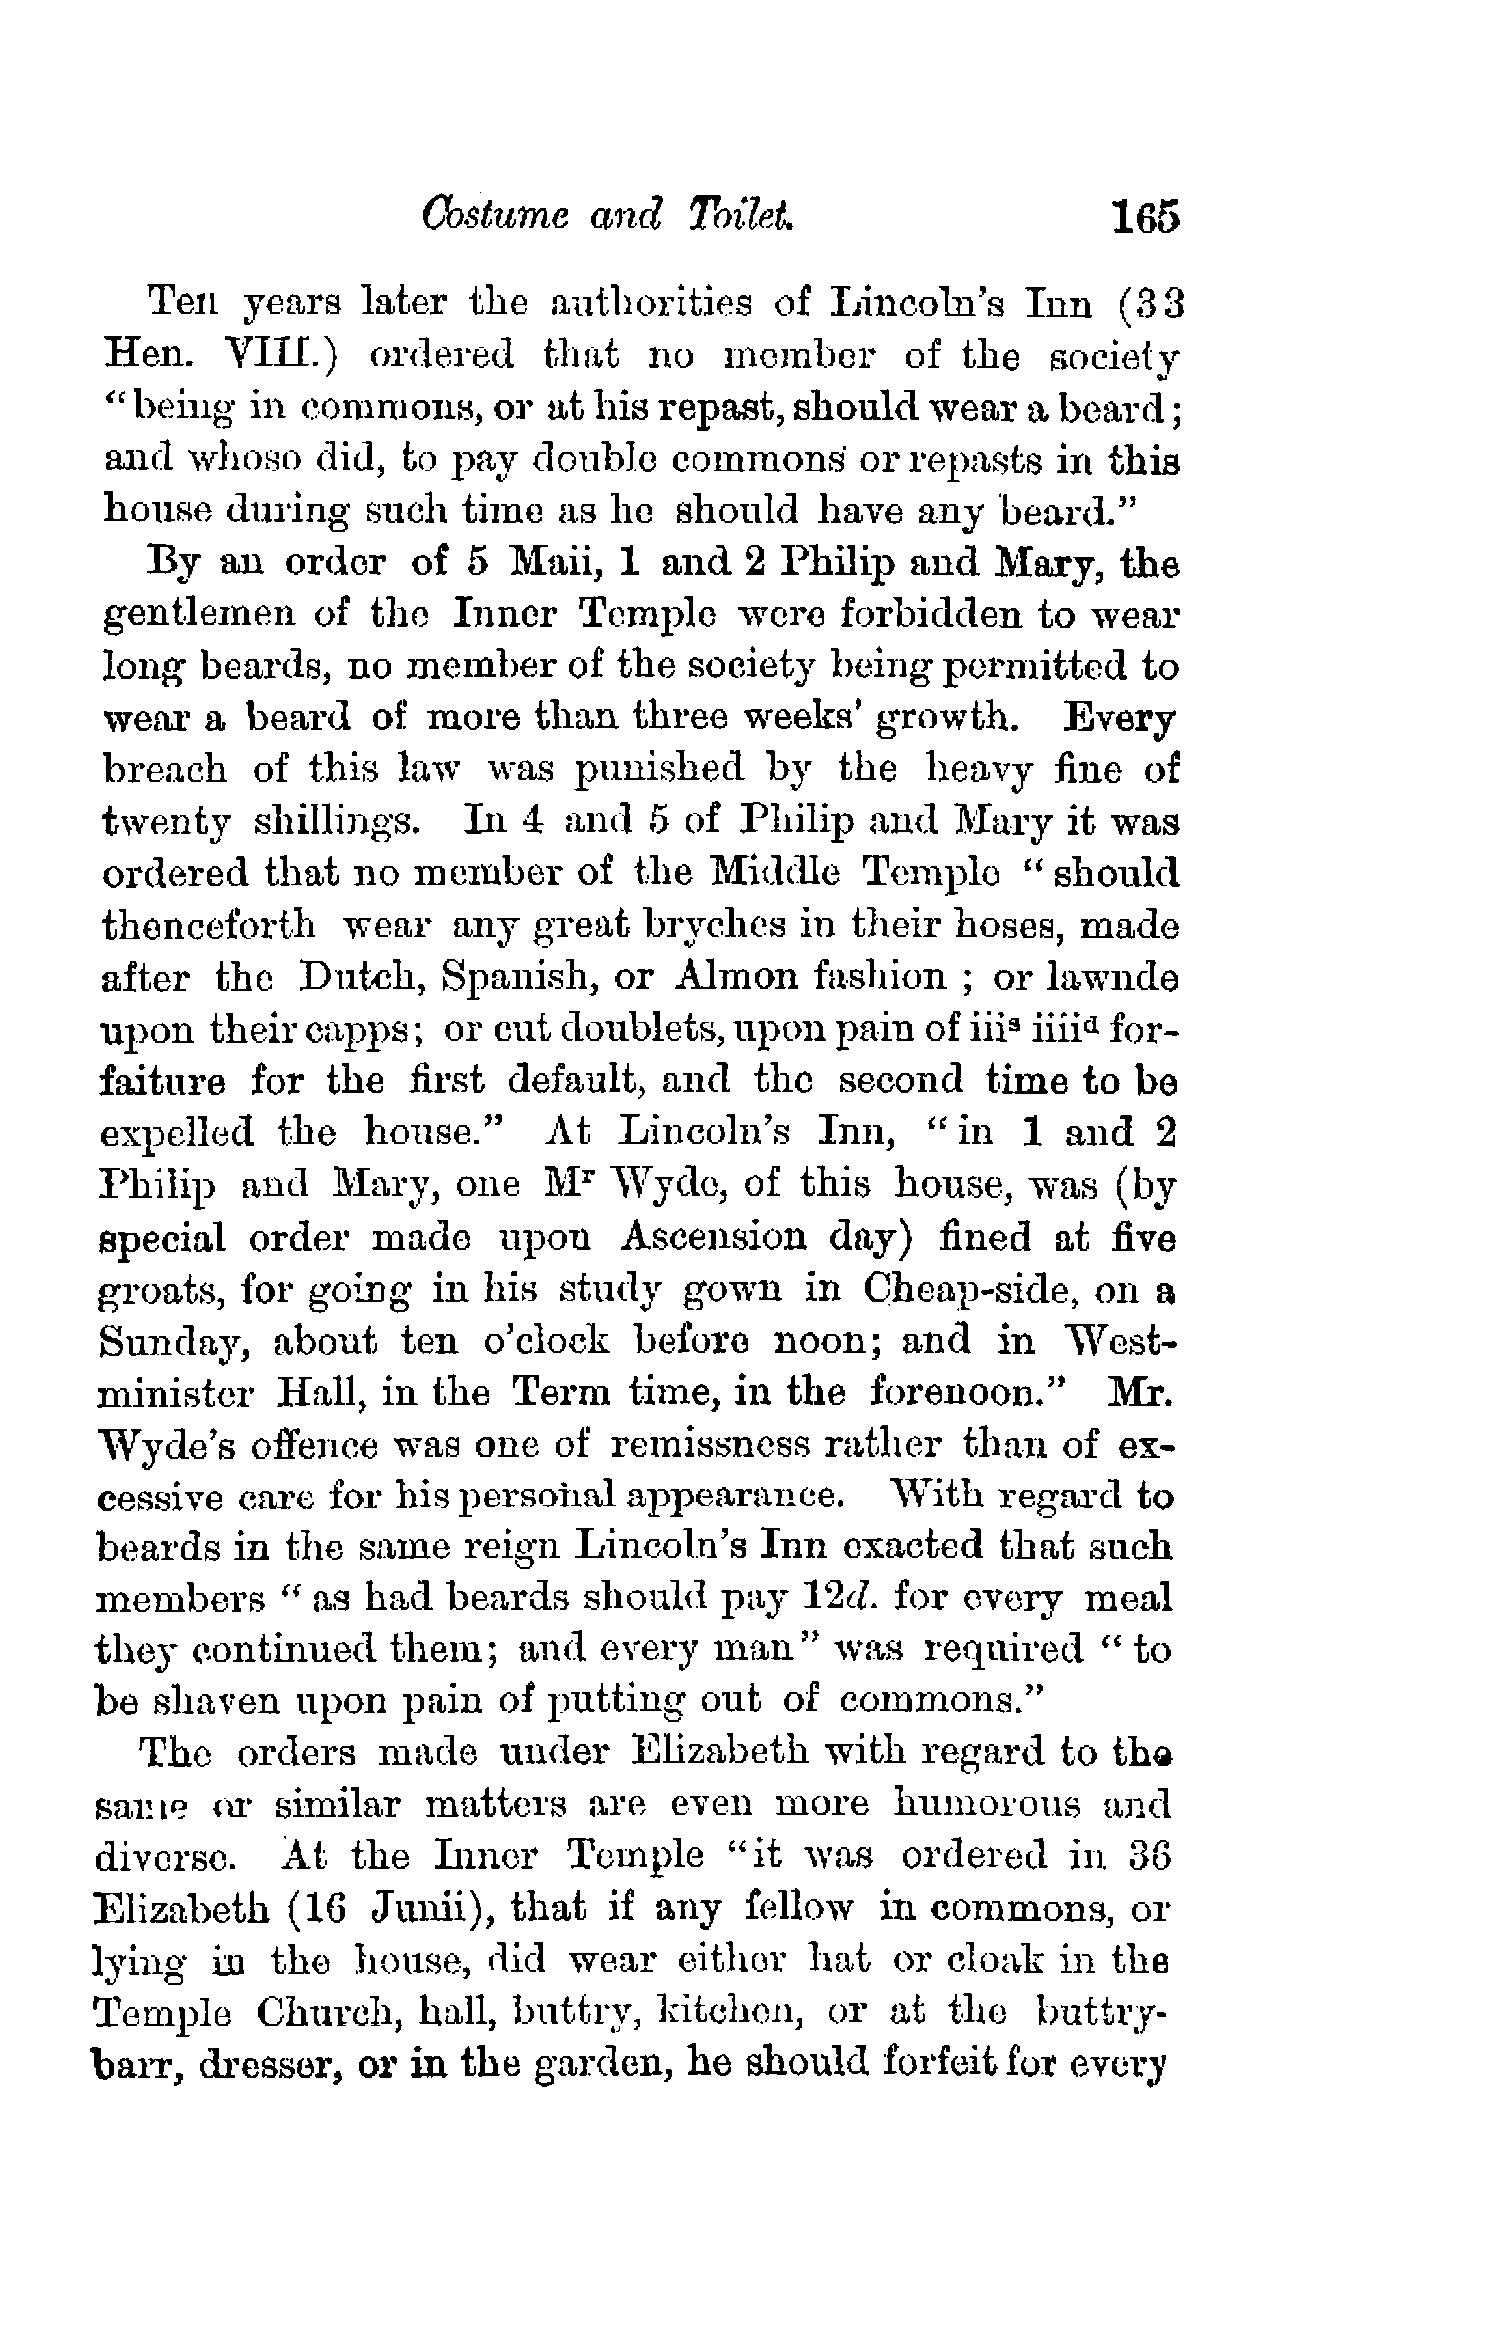 Costume and Toilet. 165
Ten years later the authorities of Lincoln's Inn (33
Hen. VIII.) ordered that no member of the society
"being in commons, or at his repast, should wear a beard;
and whoso did, to pay double commons or repasts in this
house during such time as he should have any beard."
By an order of 5 Maii, 1 and 2 Philip and Mary, the
gentlemen of the Inner Temple were forbidden to wear
long beards, no member of the society being permitted to
wear a beard of more than three weeks' growth. Every
breach of this law was punished by the heavy fine of
twenty shillings. In 4 and 5 of Philip and Mary it was
ordered that no member of the Middle Temple "should
thenceforth wear any great bryches in their hoses, made
after the Dutch, Spanish, or Almon fashion ; or lawnde
upon their capps; or cut doublets, upon pain of iiiˢ iiiiᵈ for-
faiture for the first default, and the second time to be
expelled the house." At Lincoln's Inn, "in 1 and 2
Philip and Mary, one Mʳ Wyde, of this house, was (by
special order made upon Ascension day) fined at five
groats, for going in his study gown in Cheap-side, on a
Sunday, about ten o'clock before noon; and in West-
minister Hall, in the Term time, in the forenoon." Mr.
Wyde's offence was one of remissness rather than of ex-
cessive care for his personal appearance. With regard to
beards in the same reign Lincoln's Inn exacted that such
members "as had beards should pay 12d. for every meal
they continued them; and every man" was required "to
be shaven upon pain of putting out of commons."
The orders made under Elizabeth with regard to the
same or similar matters are even more humorous and
diverse. At the Inner Temple "it was ordered in 36
Elizabeth (16 Junii), that if any fellow in commons, or
lying in the house, did wear either hat or cloak in the
Temple Church, hall, buttry, kitchen, or at the buttry-
barr, dresser, or in the garden, he should forfeit for every